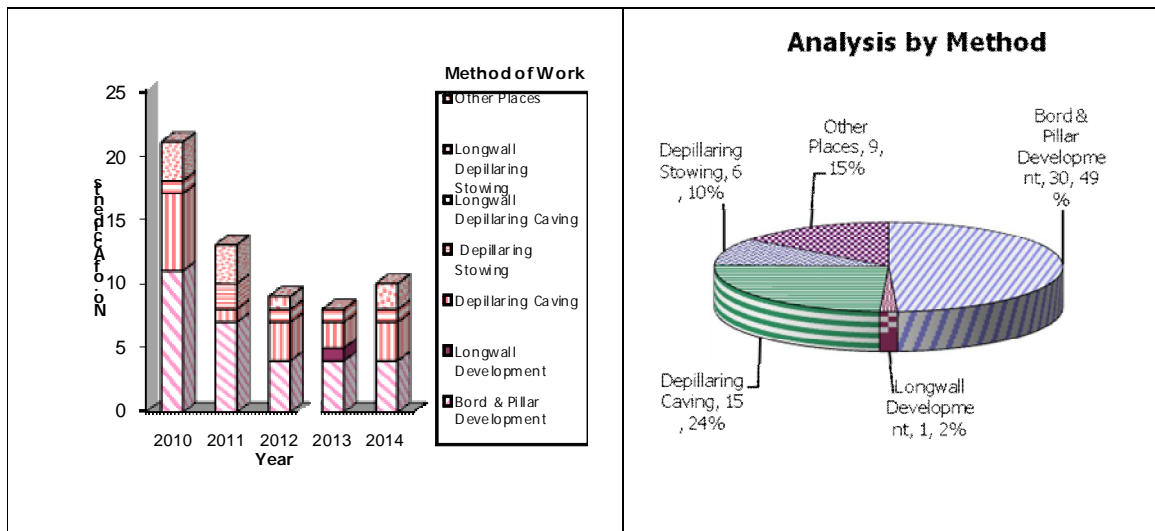 Method of Work
Other Places
Longwall
Depillaring
Stowing
Longwall
Depillaring Caving
Depillaring
Stowing
Depillaring Caving
Longwall
Development
Bord & Pillar
Development
No. of Accidents
25
20
15
10
5
0
2010 2011 2012 2013 2014
Year
Analysis by Method
Other
Places, 9,
15%
Bord &
Pillar
Developme
nt, 30, 49
%
Depillaring
Stowing, 6
, 10%
Depillaring
Caving, 15
, 24%
Longwall
Developme
nt, 1, 2%